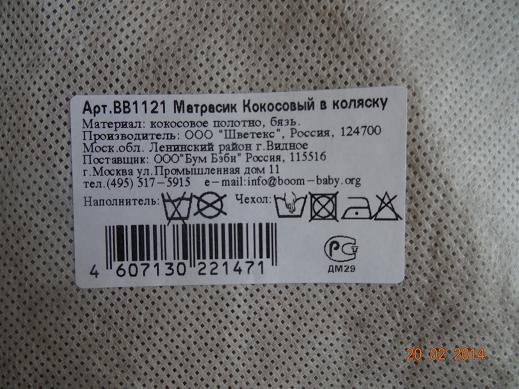 Арт.BB1121 Матрасик Кокосовый в коляску
Материал: кокосовое полотно, бязь.
Производитель: ООО "Шветекс", Россия, 124700
Моск.обл. Ленинский район г.Видное
Поставщик: ООО"Бум Бэби" Россия, 115516
г.Москва ул.Промышленная дом 11
тел.(495) 517-5915 e-mail:info@boom-baby.org
Наполнитель: Чехол:
4 607130 221471
РСТ
ДМ29
20 02 2014